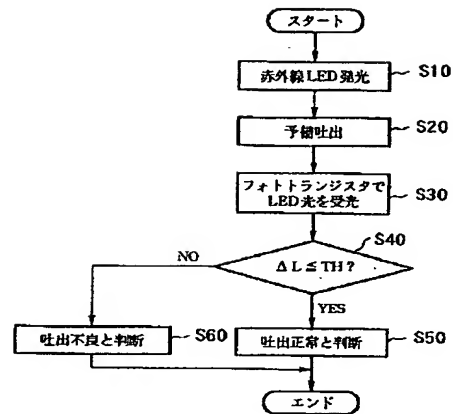 スタート
赤外線LED発光
S10
予備吐出
S20
フォトトランジスタで
LED光を受光
S30
S40
ΔL≦TH?
NO
YES
吐出不良と判断
S60
吐出正常と判断
S50
エンド